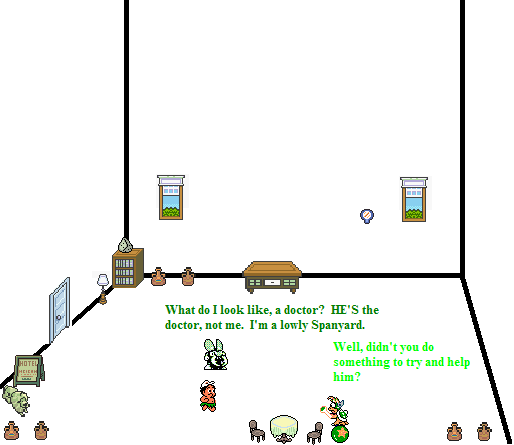 What do I look like, a doctor? HE'S the
doctor, not me. I'm a lowly Spanyard.
Well, didn't you do
something to try and help
him?
HOTEL